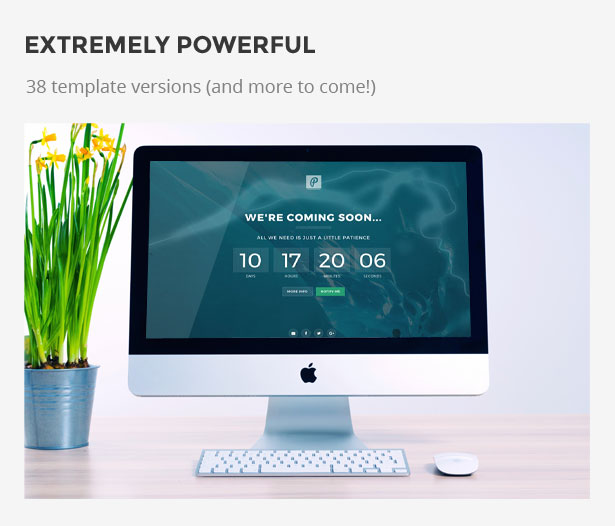 EXTREMELY POWERFUL
38 template versions (and more to come!)
WE'RE COMING SOON...
ALL WE NEED IS JUST A LITTLE PATIENCE
10 17 20 06
DAYS HOURS MINUTES SECONDS
MORE INFO NOTIFY ME